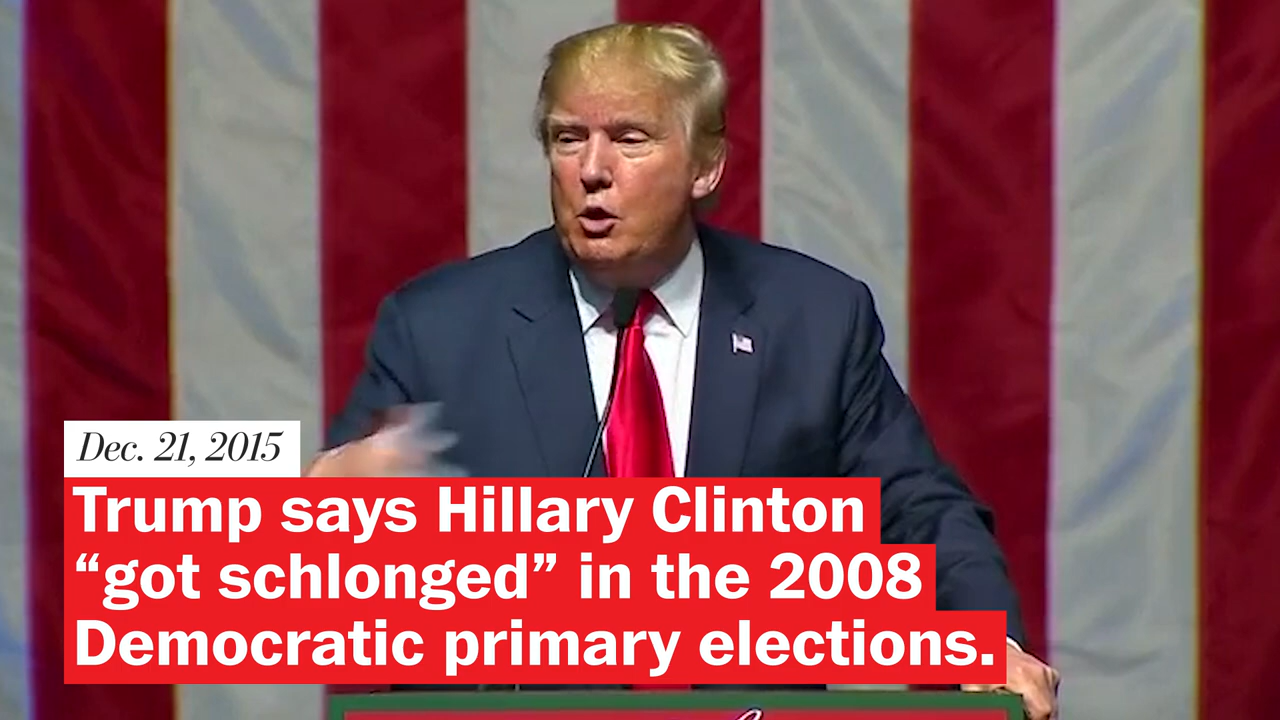 Dec. 21, 2015
Trump says Hillary Clinton
“got schlonged” in the 2008
Democratic primary elections.